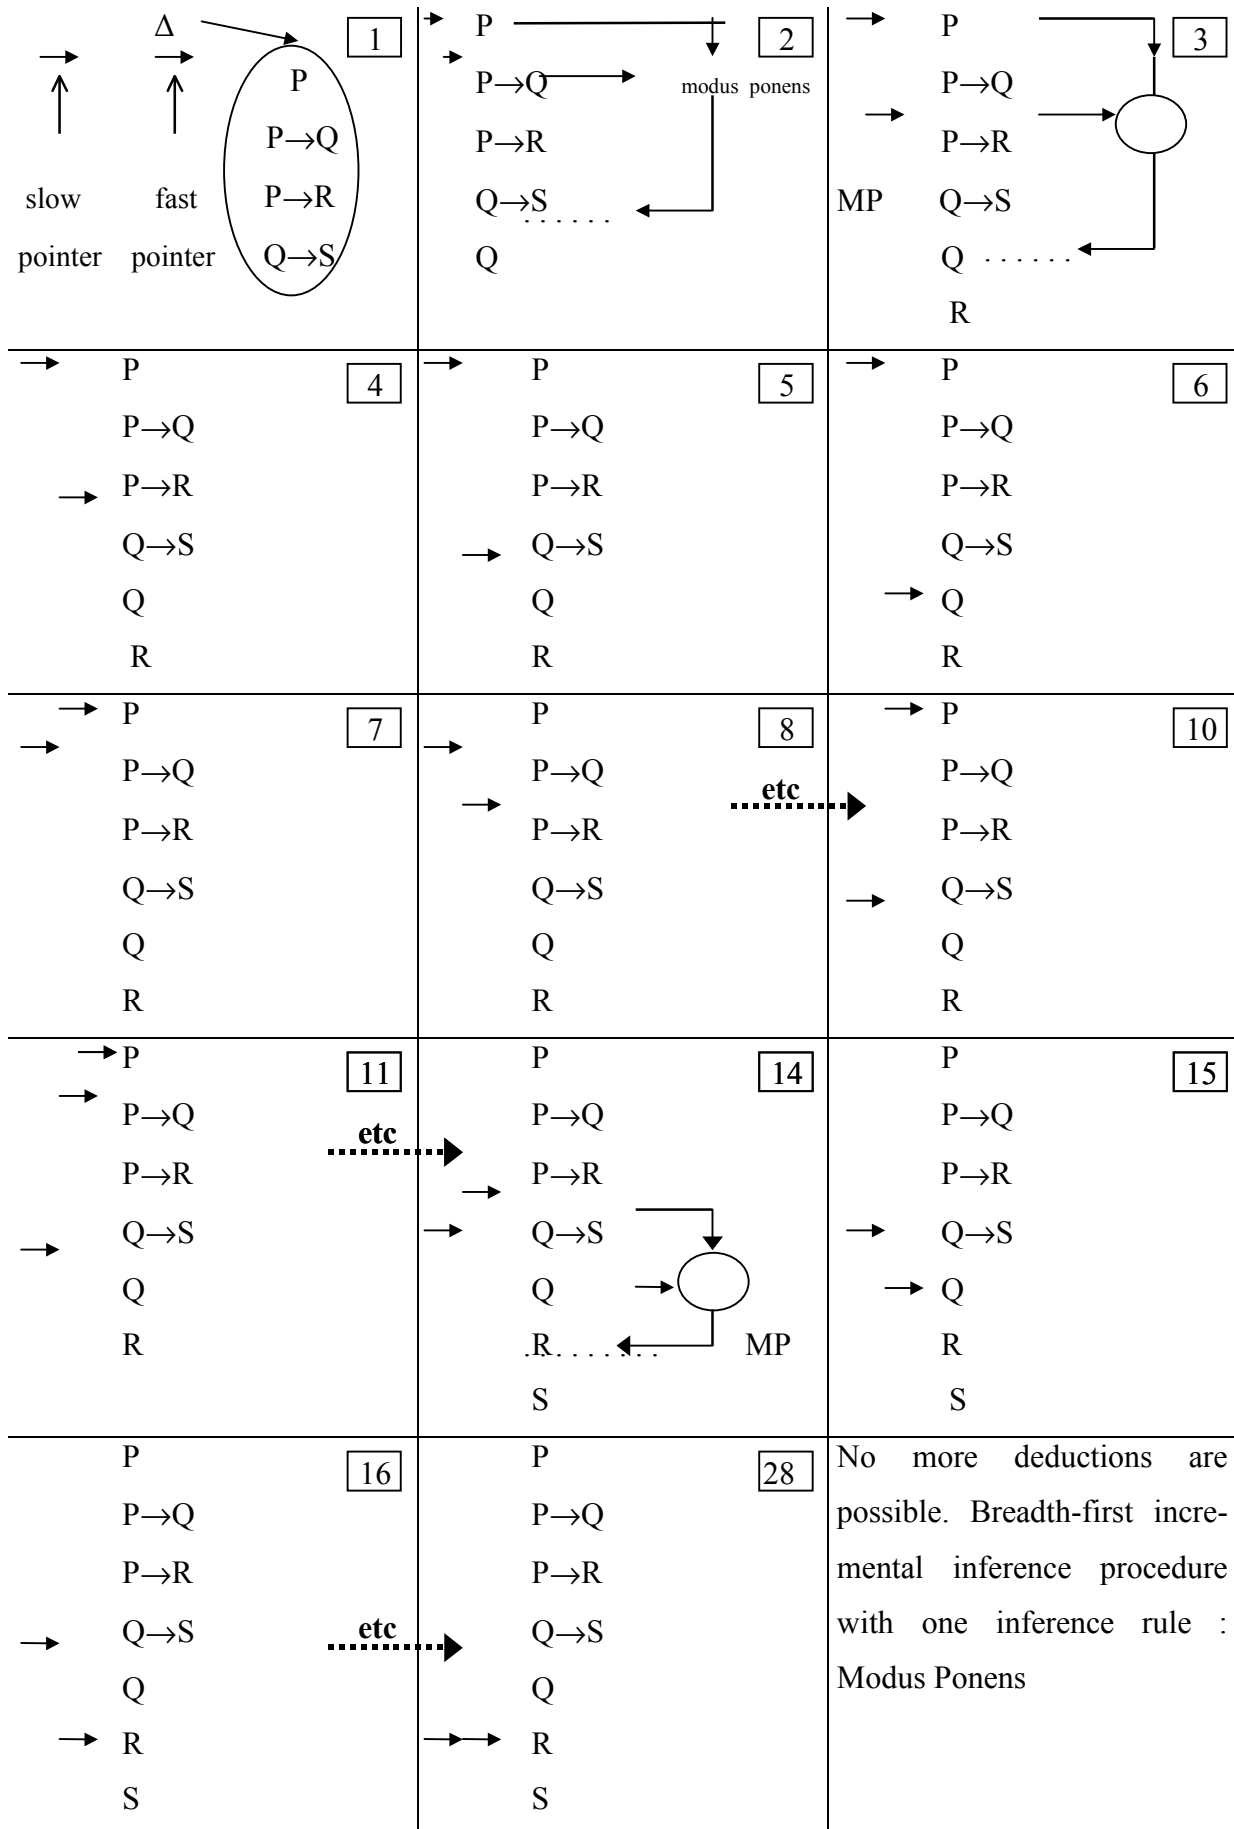 Δ
1
P
P→Q
slow fast P→R
pointer pointer Q→S
P
2
P→Q modus ponens
P→R
Q→S
. . . . . .
Q
P
3
P→Q
P→R
MP Q→S
Q . . . . . .
R
P
4
P→Q
P→R
Q→S
Q
R
P
5
P→Q
P→R
Q→S
Q
R
P
6
P→Q
P→R
Q→S
Q
R
P
7
P→Q
P→R
Q→S
Q
R
P
8
P→Q
etc
P→R
Q→S
Q
R
P
10
P→Q
P→R
Q→S
Q
R
P
11
P→Q
etc
P→R
Q→S
Q
R
P
14
P→Q
P→R
Q→S
Q
R MP
. . . . . . . . .
S
P
15
P→Q
P→R
Q→S
Q
R
S
P
16
P→Q
P→R
Q→S etc
Q
R
S
P
28
P→Q
P→R
Q→S
Q
R
S
No more deductions are
possible. Breadth-first incre-
mental inference procedure
with one inference rule :
Modus Ponens